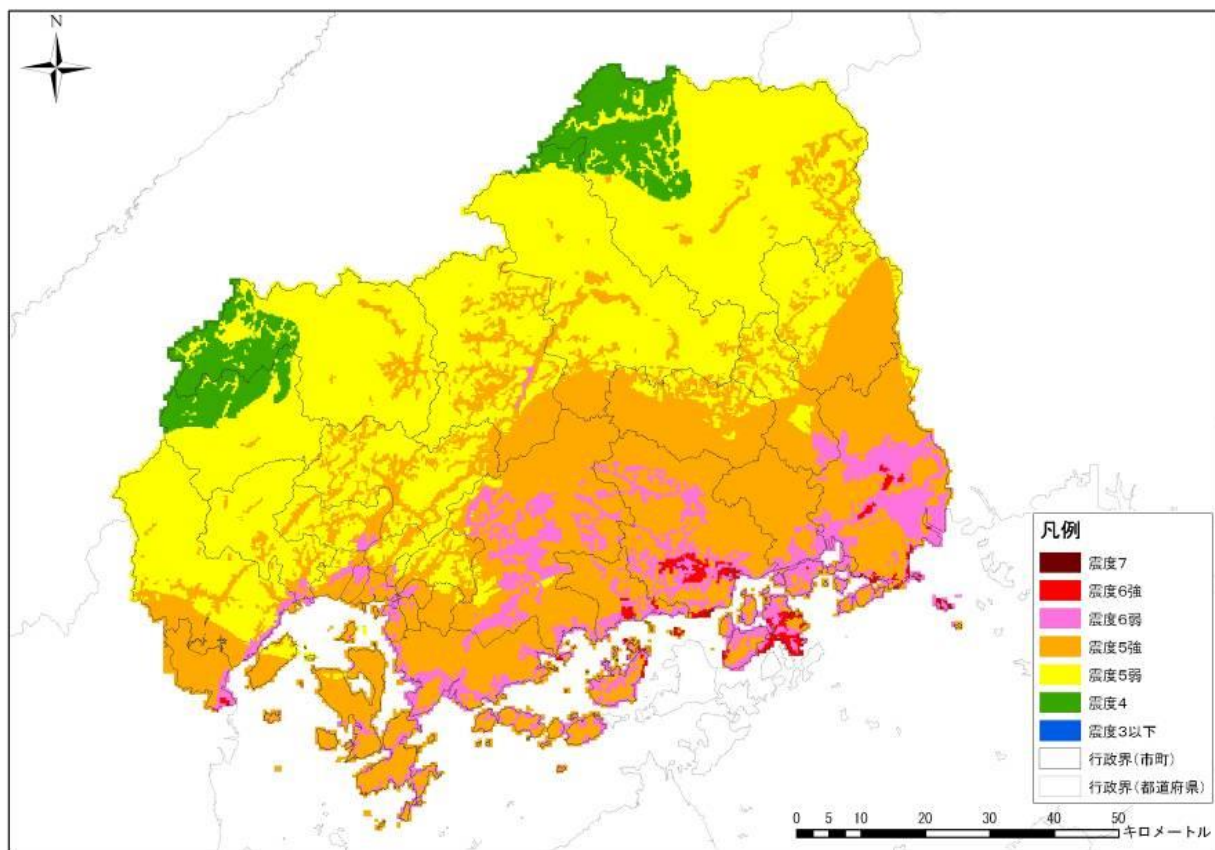 N
凡例
震度7
震度6強
震度6弱
震度5強
震度5弱
震度4
震度3以下
行政界(市町)
行政界(都道府県)
0 5 10 20 30 40 50 キロメートル